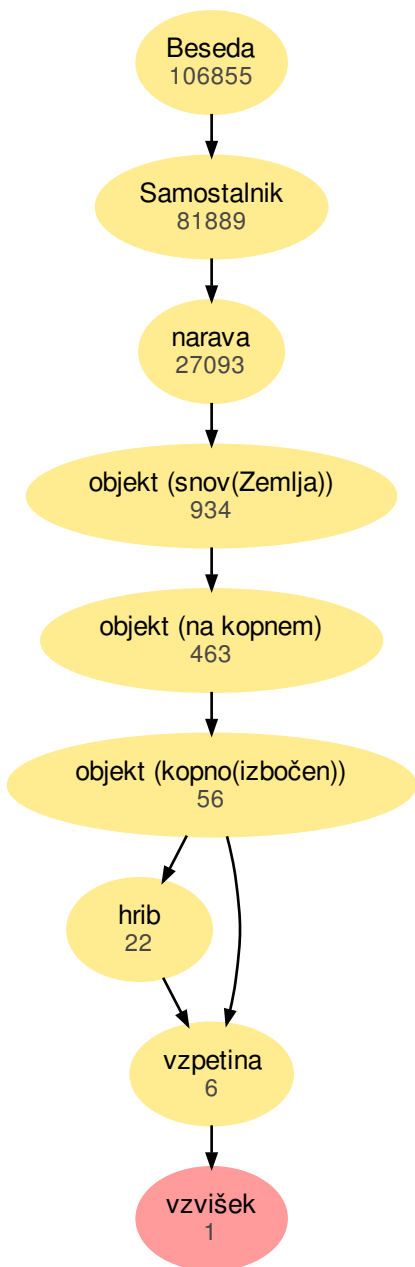 Beseda
106855
Samostalnik
81889
narava
27093
objekt (snov(Zemlja))
934
objekt (na kopnem)
463
objekt (kopno(izbočen))
56
hrib
22
vzpetina
6
vzvišek
1